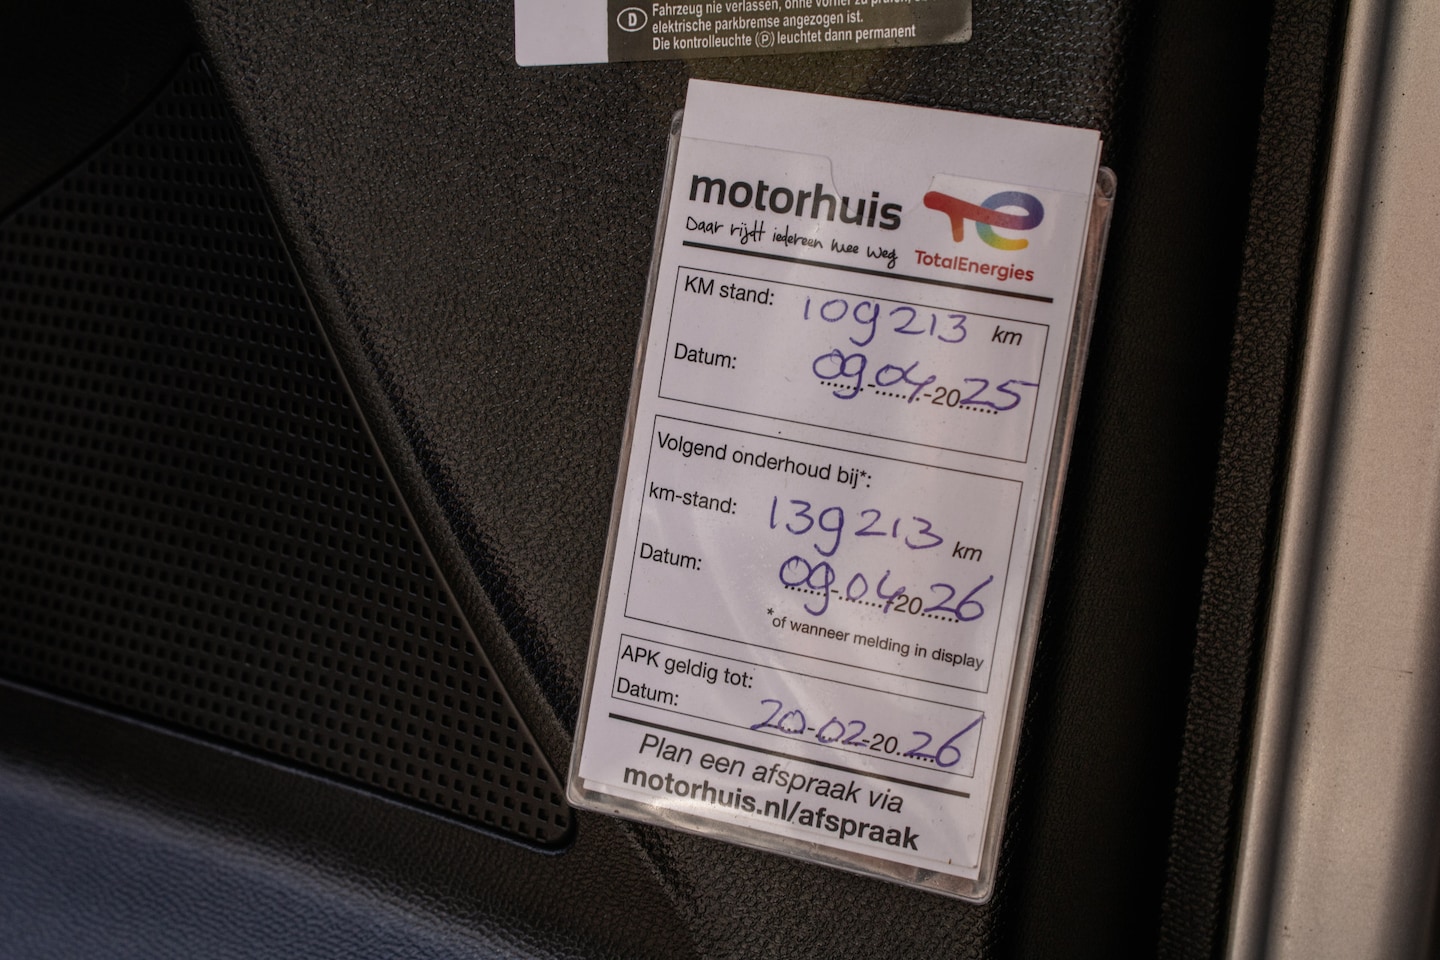 D Fahrzeug nie verlassen, ohne vorher zu prüfen,
elektrische parkbremse angezogen ist.
Die kontrolleuchte (P) leuchtet dann permanent
motorhuis
Daar rijdt iedereen mee weg
TotalEnergies
KM stand: 109213 km
Datum: 09-04-2025
Volgend onderhoud bij*:
km-stand: 139213 km
Datum: 09-04-2026
*of wanneer melding in display
APK geldig tot:
Datum: 20-02-2026
Plan een afspraak via
motorhuis.nl/afspraak